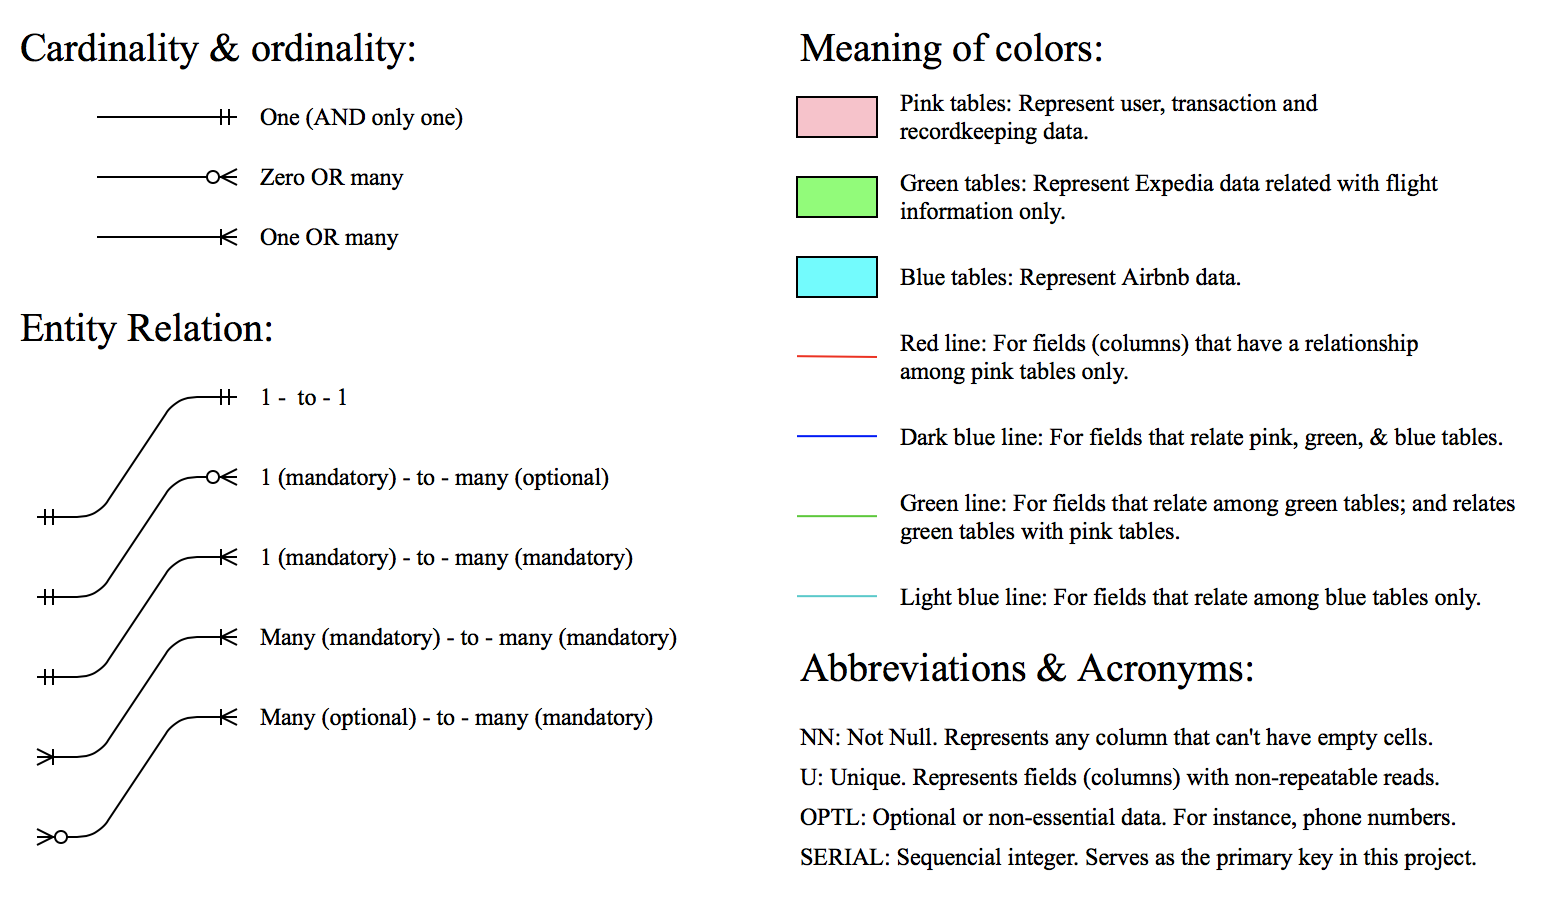 Cardinality & ordinality:
One (AND only one)
Zero OR many
One OR many
Entity Relation:
1 -  to - 1
1 (mandatory) - to - many (optional)
1 (mandatory) - to - many (mandatory)
Many (mandatory) - to - many (mandatory)
Many (optional) - to - many (mandatory)
Meaning of colors:
Pink tables: Represent user, transaction and
recordkeeping data.
Green tables: Represent Expedia data related with flight
information only.
Blue tables: Represent Airbnb data.
Red line: For fields (columns) that have a relationship
among pink tables only.
Dark blue line: For fields that relate pink, green, & blue tables.
Green line: For fields that relate among green tables; and relates
green tables with pink tables.
Light blue line: For fields that relate among blue tables only.
Abbreviations & Acronyms:
NN: Not Null. Represents any column that can't have empty cells.
U: Unique. Represents fields (columns) with non-repeatable reads.
OPTL: Optional or non-essential data. For instance, phone numbers.
SERIAL: Sequencial integer. Serves as the primary key in this project.